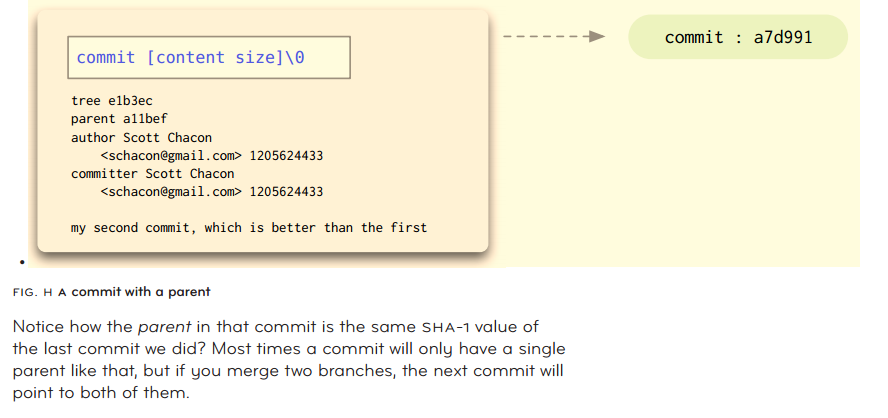 commit [content size]\0
commit : a7d991
tree e1b3ec
parent a11bef
author Scott Chacon
<schacon@gmail.com> 1205624433
committer Scott Chacon
<schacon@gmail.com> 1205624433
my second commit, which is better than the first
•
FIG. H A commit with a parent
Notice how the parent in that commit is the same SHA-1 value of
the last commit we did? Most times a commit will only have a single
parent like that, but if you merge two branches, the next commit will
point to both of them.